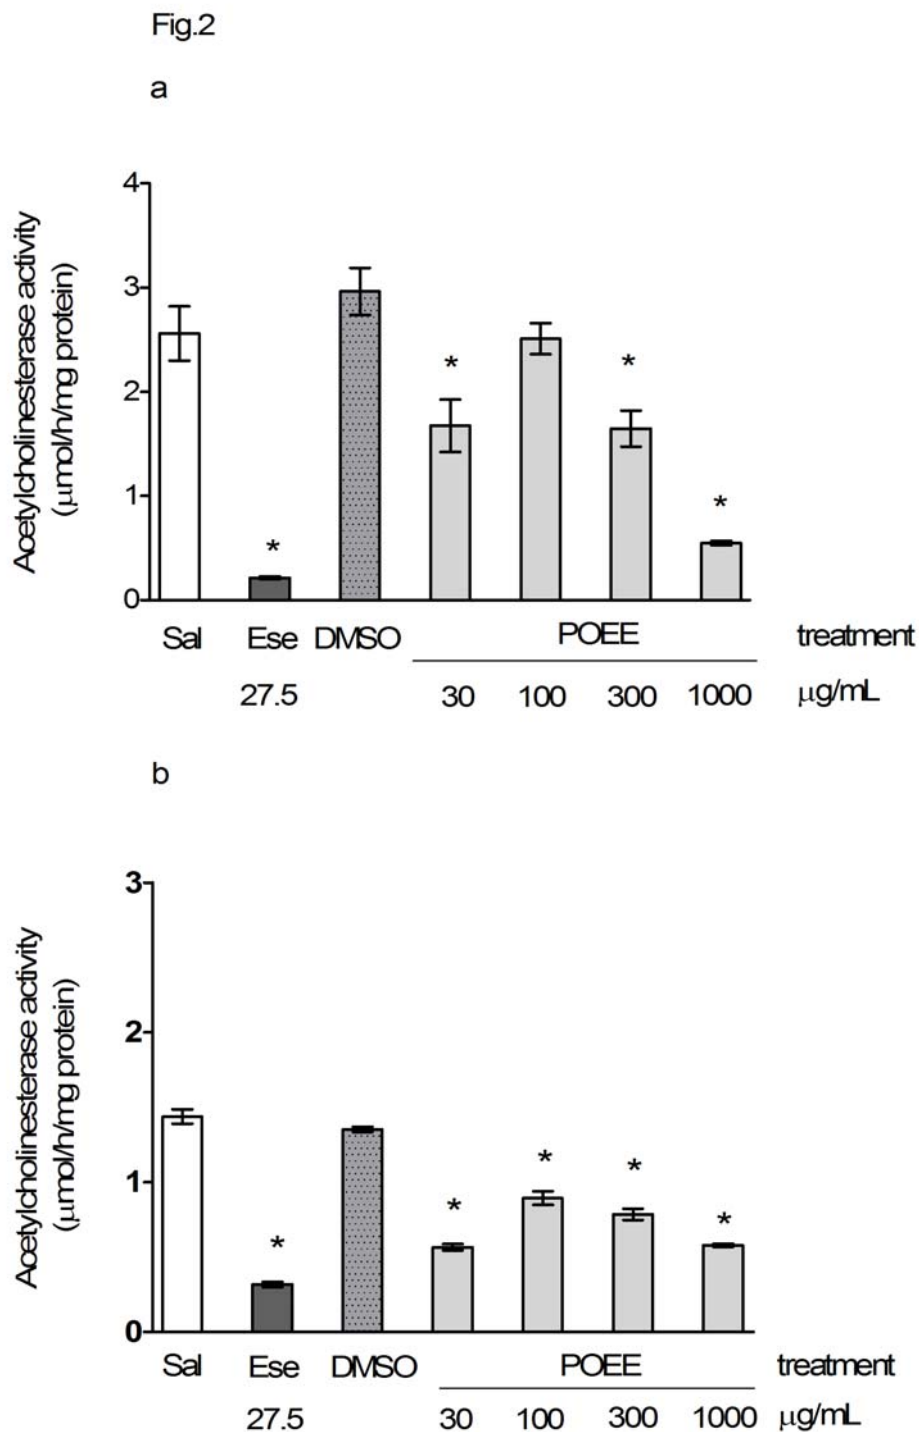 Fig.2
a
Acetylcholinesterase activity
(μmol/h/mg protein)
4
3
2
1
0
*
*
*
*
Sal Ese DMSO POEE treatment
27.5 30 100 300 1000 μg/mL
b
Acetylcholinesterase activity
(μmol/h/mg protein)
3
2
1
0
*
*
*
*
*
Sal Ese DMSO POEE treatment
27.5 30 100 300 1000 μg/mL